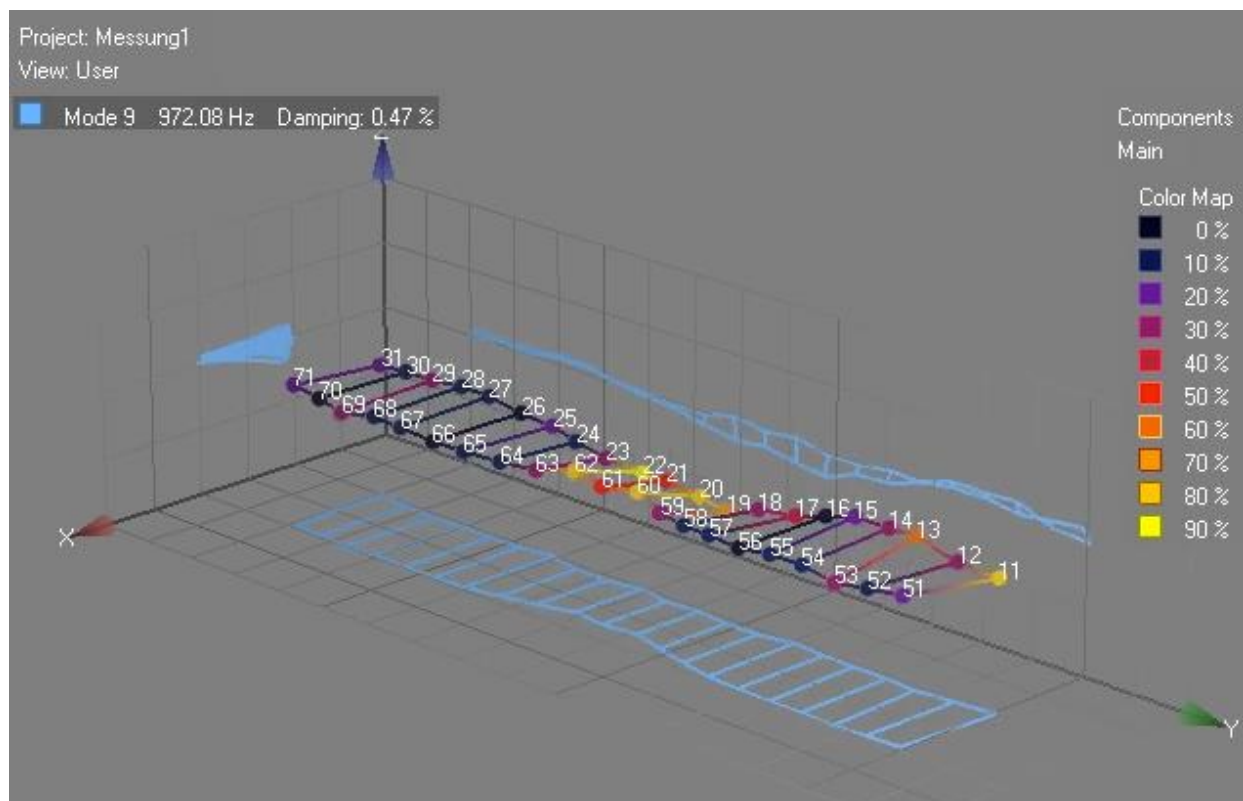 Project: Messung1
View: User
Mode 9 972.08 Hz Damping: 0.47 %
Components
Main
Color Map
0 %
10 %
20 %
30 %
40 %
50 %
60 %
70 %
80 %
90 %
31 30 29 28 27 26 25 24 23 22 21 20 19 18 17 16 15 14 13 12 11
71 70 69 68 67 66 65 64 63 62 61 60 59 58 57 56 55 54 53 52 51
X
Y